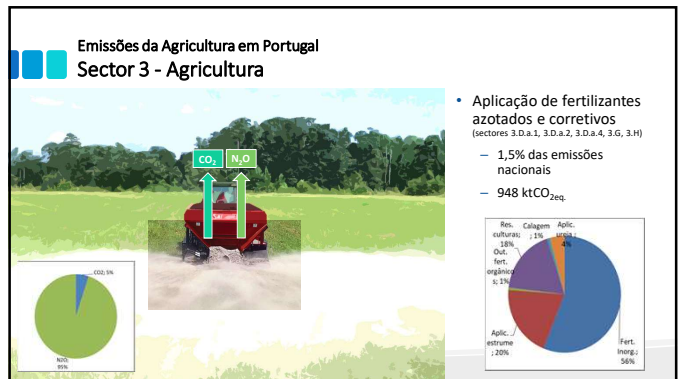 Emissões da Agricultura em Portugal
Sector 3 - Agricultura
CO₂
N₂O
CO2; 5%
N2O;
95%
• Aplicação de fertilizantes
azotados e corretivos
(sectores 3.D.a.1, 3.D.a.2, 3.D.a.4, 3.G, 3.H)
– 1,5% das emissões
nacionais
– 948 ktCO₂eq.
Res.
culturas;
18%
Calagem
; 1%
Aplic.
ureia ;
4%
Out.
fert.
orgânico
s; 1%
Aplic.
estrume
; 20%
Fert.
Inorg.;
56%